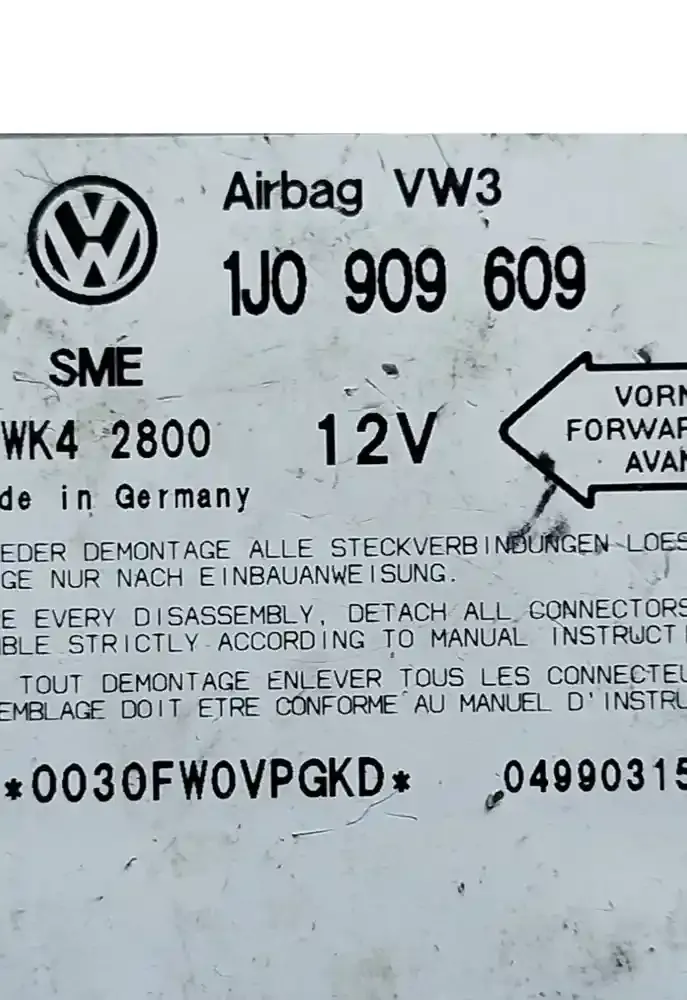 Airbag VW3
1J0 909 609
SME
WK4 2800
12V
VORN
FORWAR
AVAN
de in Germany
EDER DEMONTAGE ALLE STECKVERBINDUNGEN LOES
GE NUR NACH EINBAUANWEISUNG.
E EVERY DISASSEMBLY, DETACH ALL CONNECTORS
BLE STRICTLY ACCORDING TO MANUAL INSTRUCTI
TOUT DEMONTAGE ENLEVER TOUS LES CONNECTEU
EMBLAGE DOIT ETRE CONFORME AU MANUEL D'INSTRU
*0030FW0VPGKD* 04990315